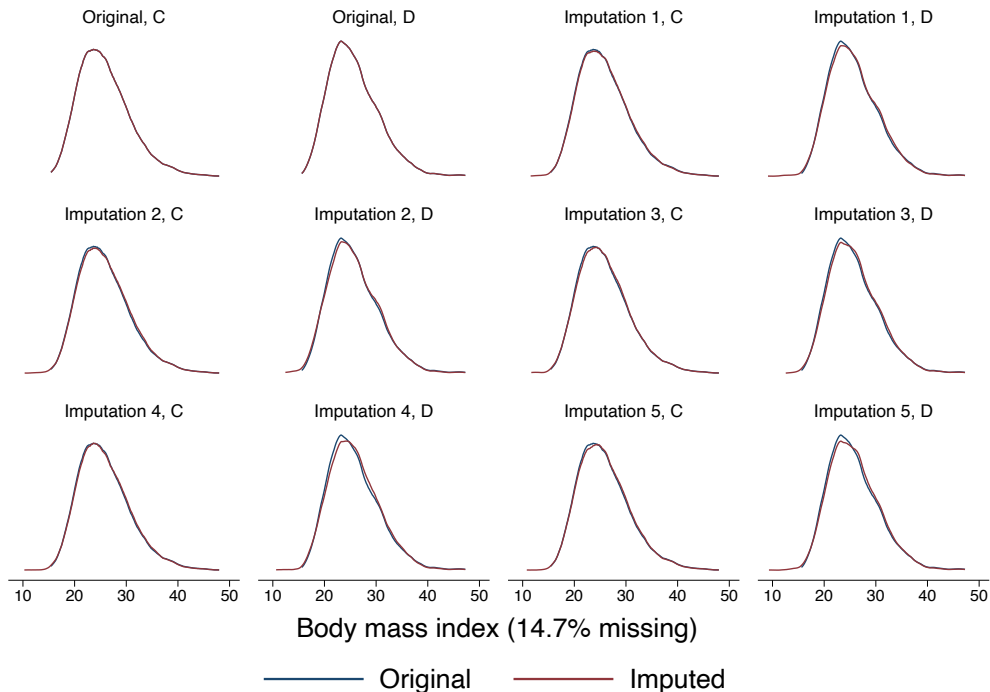 Original, C Original, D Imputation 1, C Imputation 1, D
Imputation 2, C Imputation 2, D Imputation 3, C Imputation 3, D
Imputation 4, C Imputation 4, D Imputation 5, C Imputation 5, D
10 20 30 40 50 10 20 30 40 50 10 20 30 40 50 10 20 30 40 50
Body mass index (14.7% missing)
Original Imputed